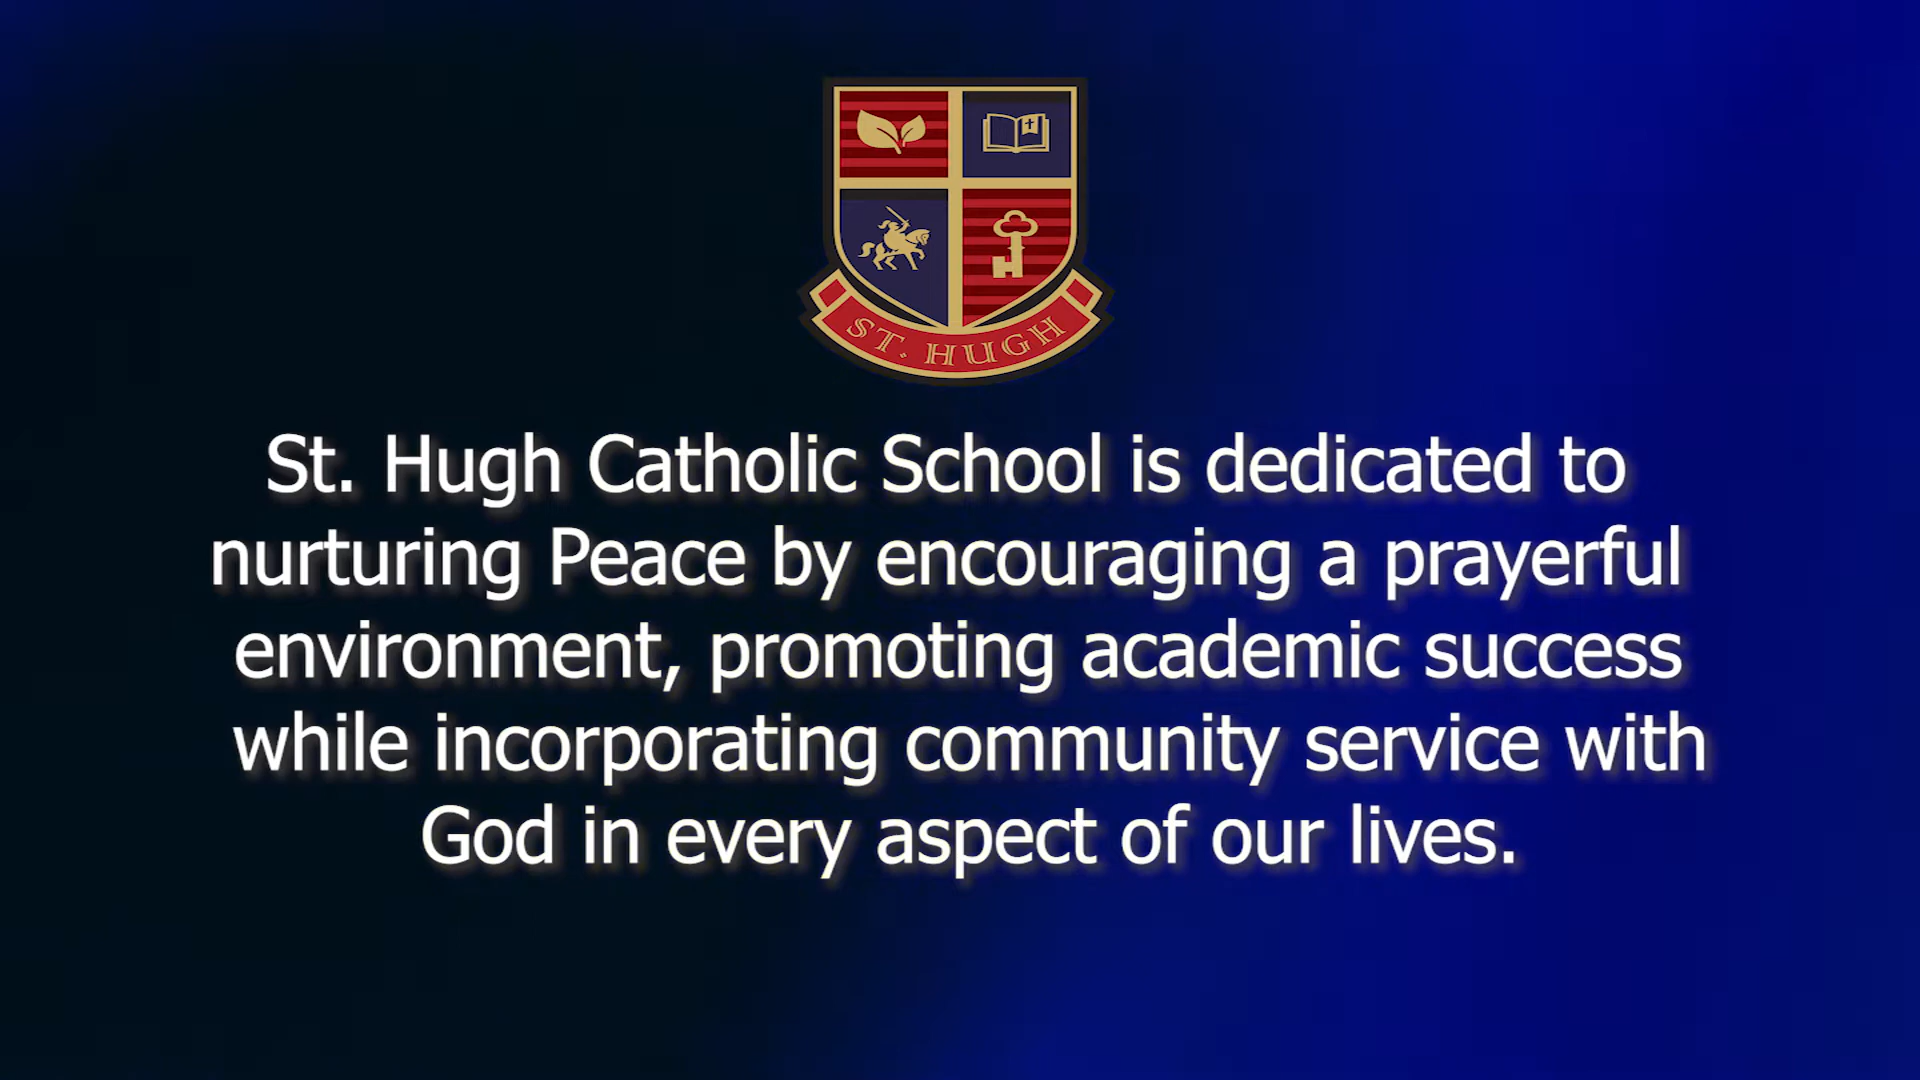 ST. HUGH
St. Hugh Catholic School is dedicated to
nurturing Peace by encouraging a prayerful
environment, promoting academic success
while incorporating community service with
God in every aspect of our lives.